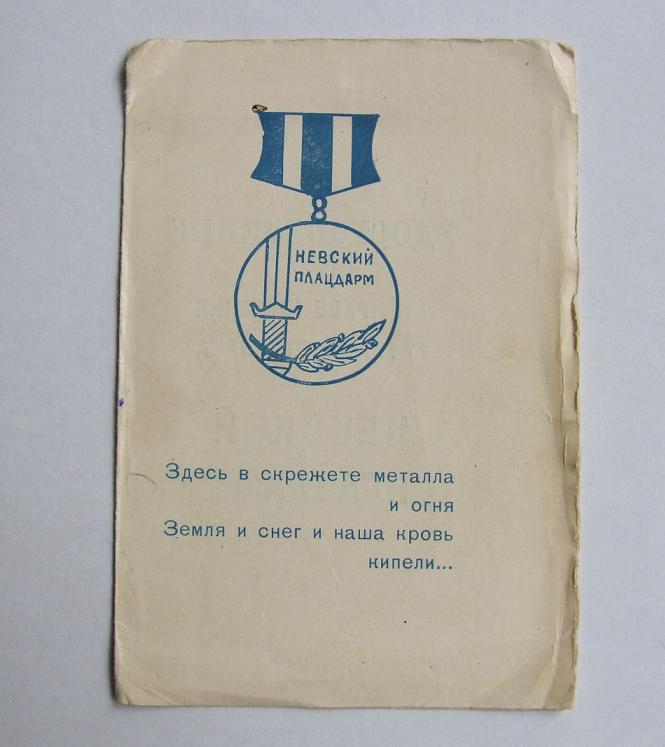 НЕВСКИЙ
ПЛАЦДАРМ
Здесь в скрежете металла
и огня
Земля и снег и наша кровь
кипели...